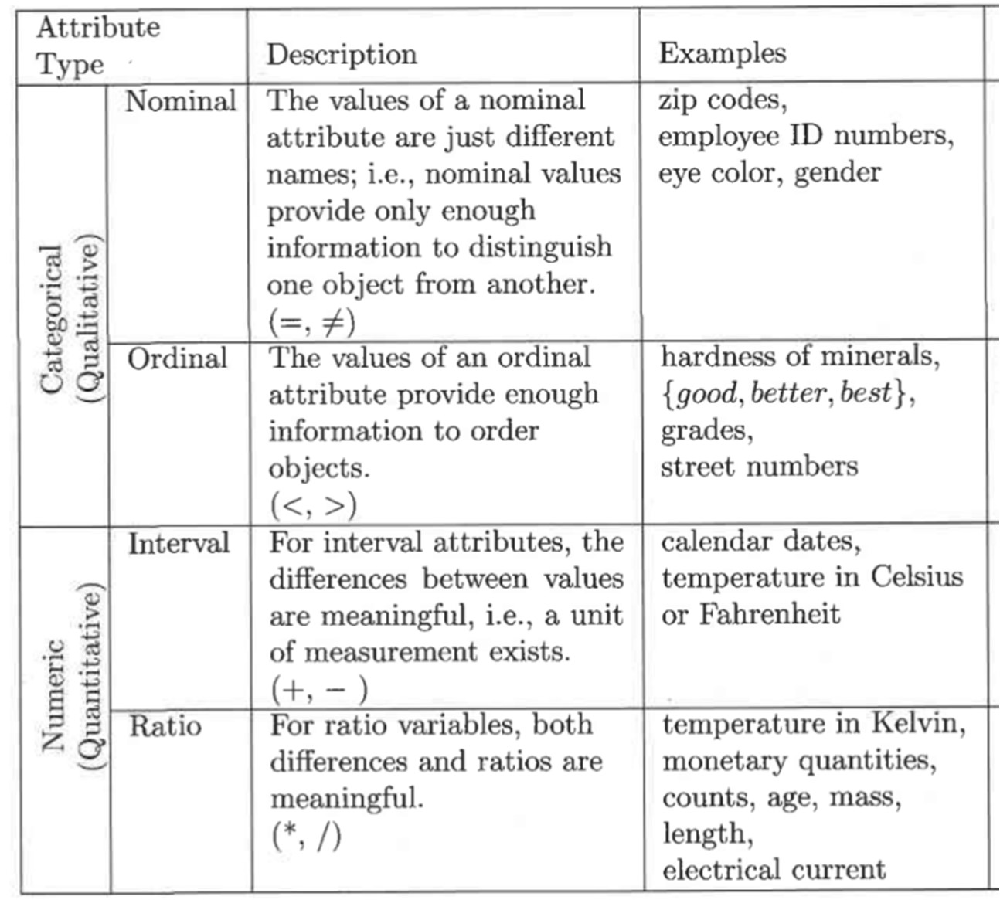 Attribute
Type
Description
Examples
Categorical
(Qualitative)
Nominal
The values of a nominal
attribute are just different
names; i.e., nominal values
provide only enough
information to distinguish
one object from another.
(=, ≠)
zip codes,
employee ID numbers,
eye color, gender
Ordinal
The values of an ordinal
attribute provide enough
information to order
objects.
(<, >)
hardness of minerals,
{good, better, best},
grades,
street numbers
Numeric
(Quantitative)
Interval
For interval attributes, the
differences between values
are meaningful, i.e., a unit
of measurement exists.
(+, − )
calendar dates,
temperature in Celsius
or Fahrenheit
Ratio
For ratio variables, both
differences and ratios are
meaningful.
(*, /)
temperature in Kelvin,
monetary quantities,
counts, age, mass,
length,
electrical current